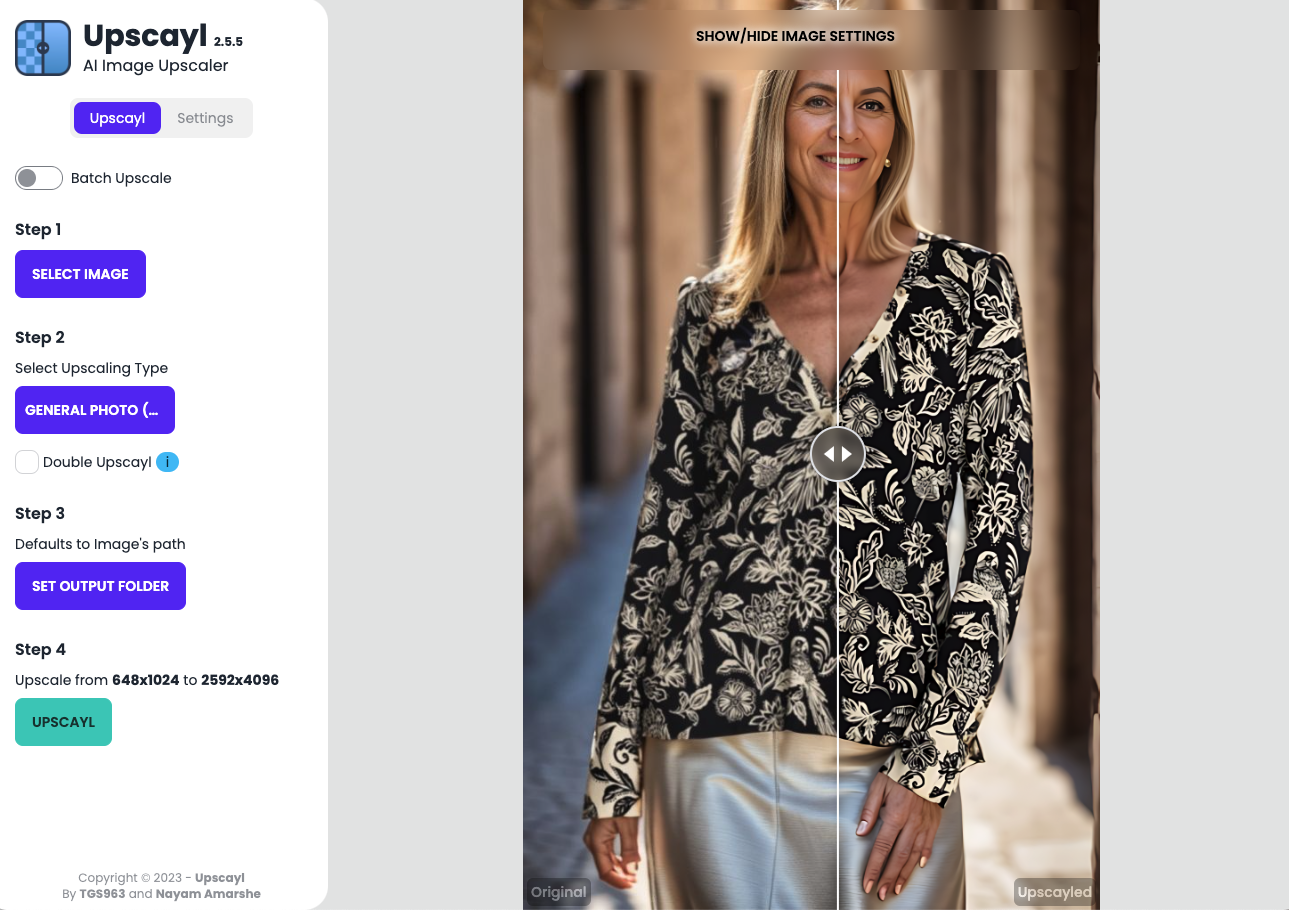 Upscayl 2.5.5
AI Image Upscaler
Upscayl Settings
Batch Upscale
Step 1
SELECT IMAGE
Step 2
Select Upscaling Type
GENERAL PHOTO (...
Double Upscayl i
Step 3
Defaults to Image's path
SET OUTPUT FOLDER
Step 4
Upscale from 648x1024 to 2592x4096
UPSCAYL
Copyright © 2023 - Upscayl
By TGS963 and Nayam Amarshe
SHOW/HIDE IMAGE SETTINGS
Original
Upscayled